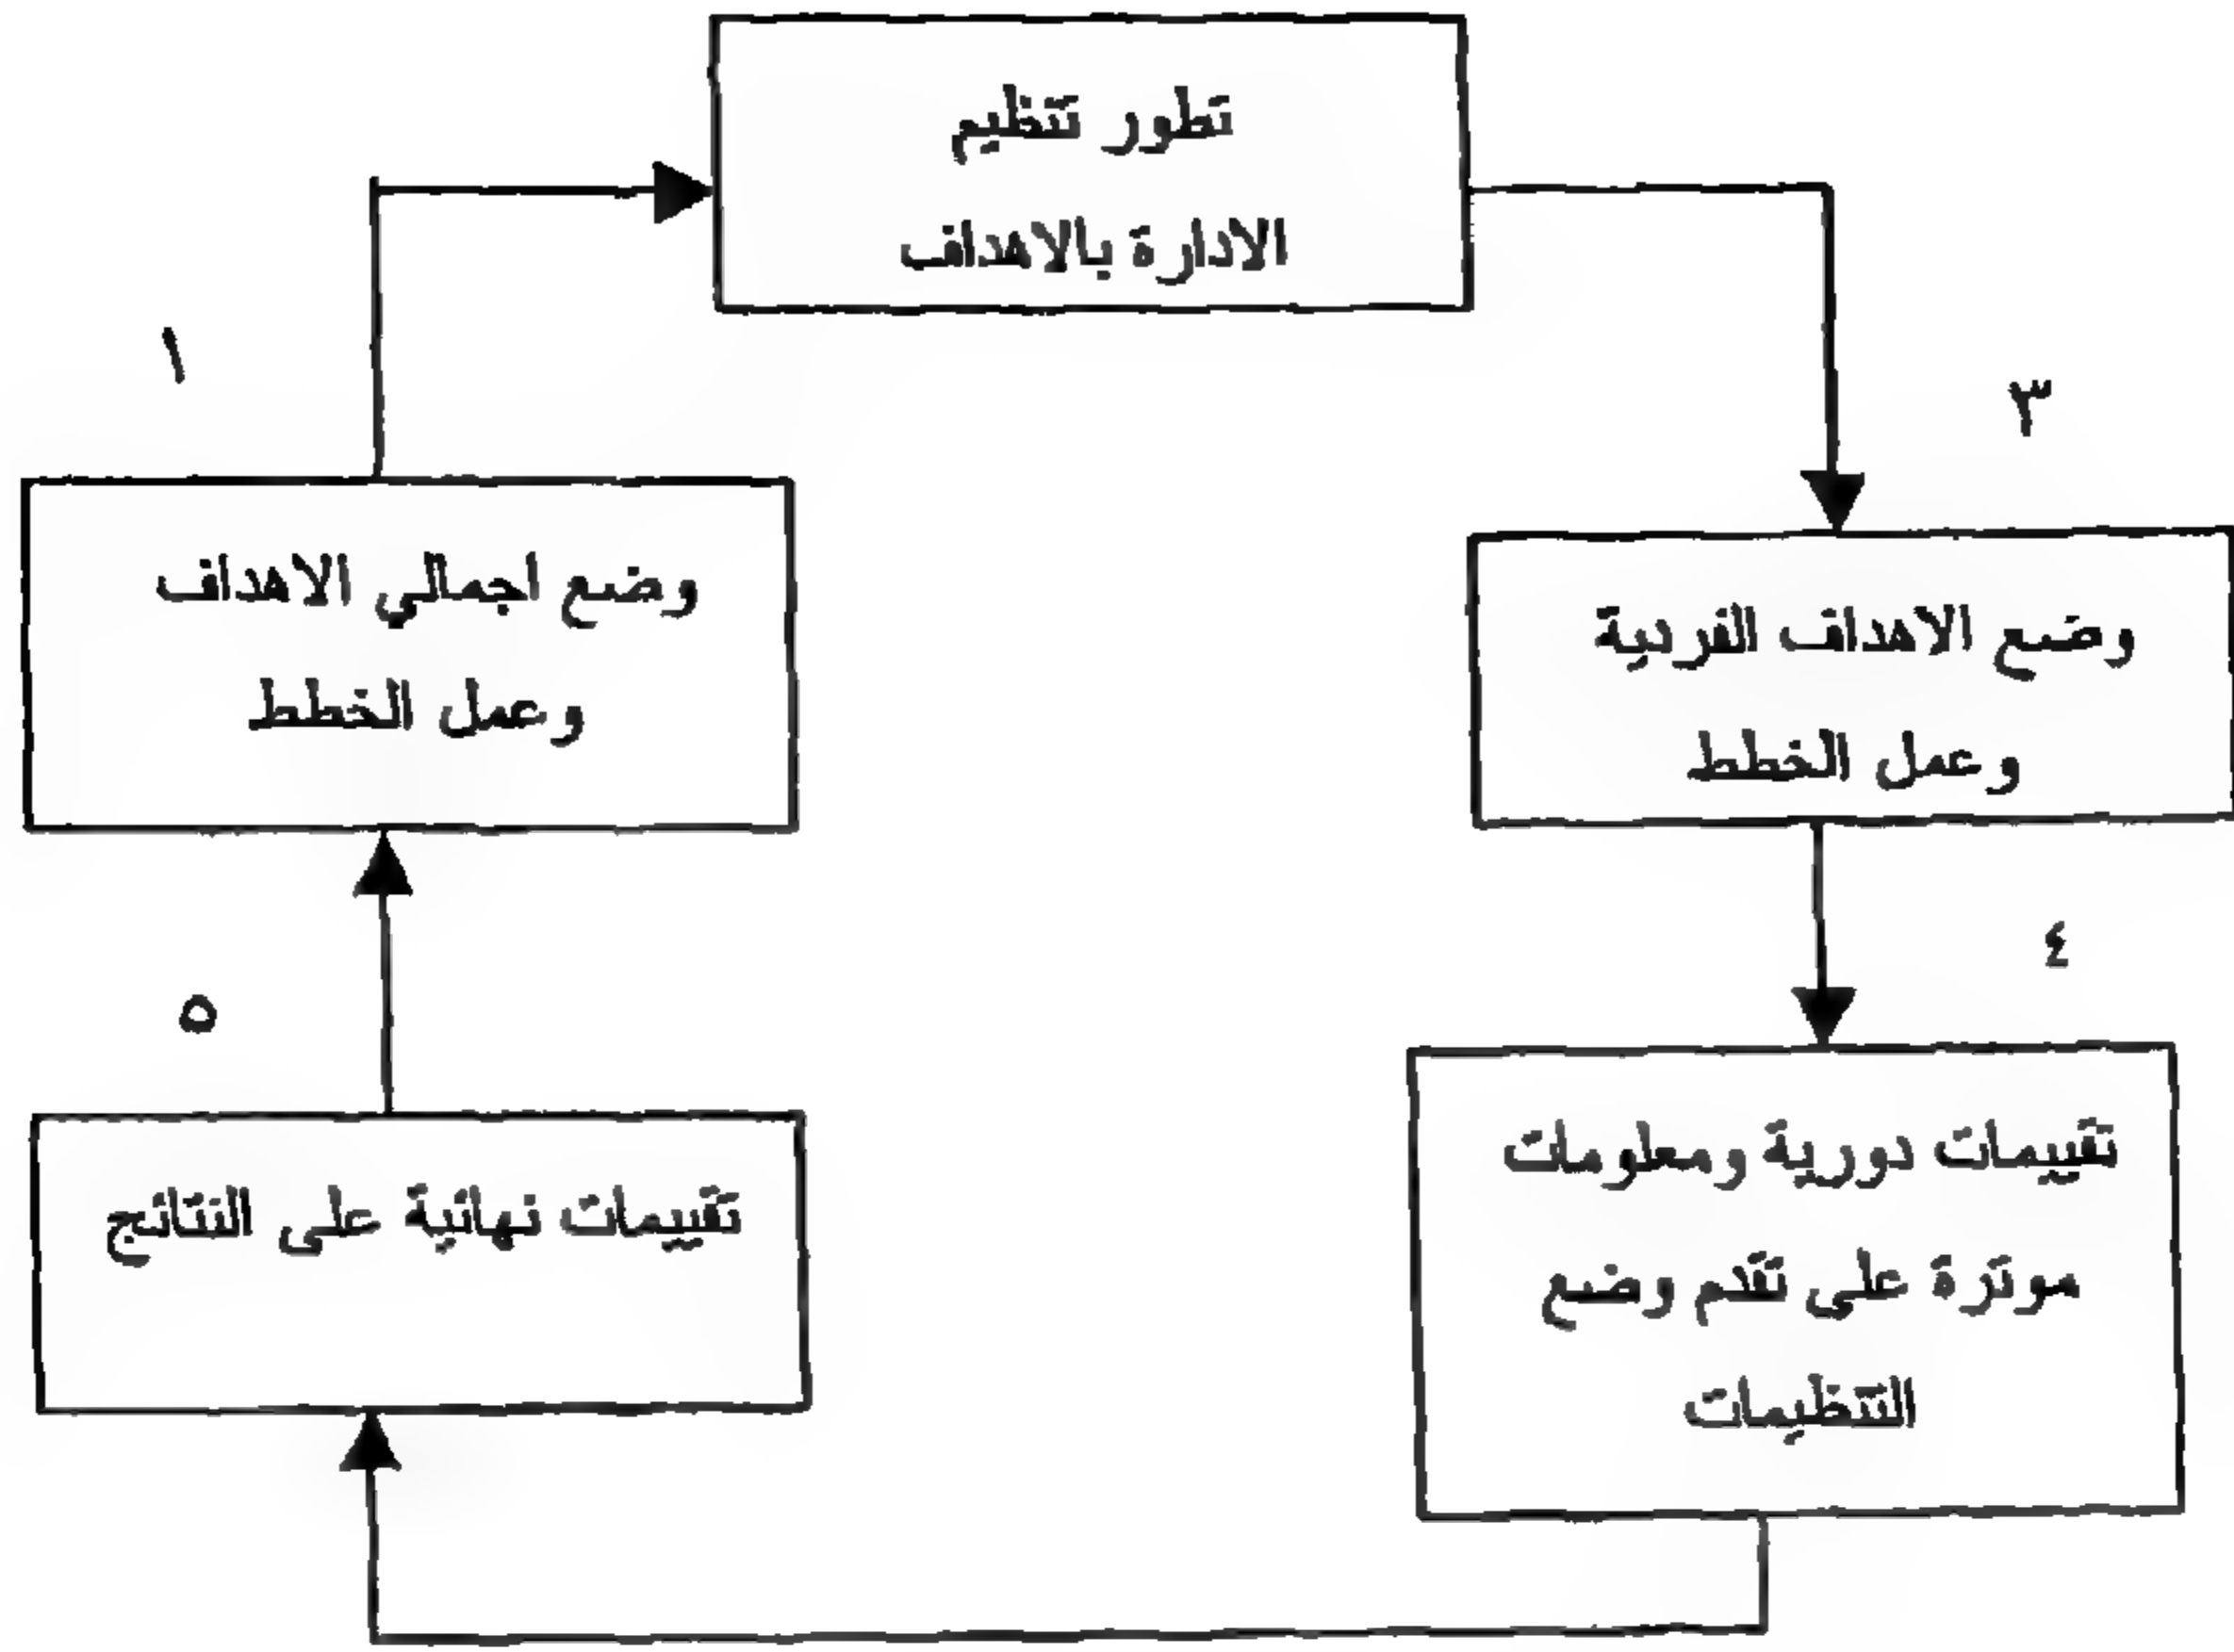 تطور تنظيم
الادارة بالاهداف
١
وضع اجمالي الاهداف
وعمل الخطط
٣
وضع الاهداف الفردية
وعمل الخطط
٤
تقييمات دورية ومعلومات
موترة على تقدم وضع
التنظيمات
٥
تقييمات نهائية على النتائج